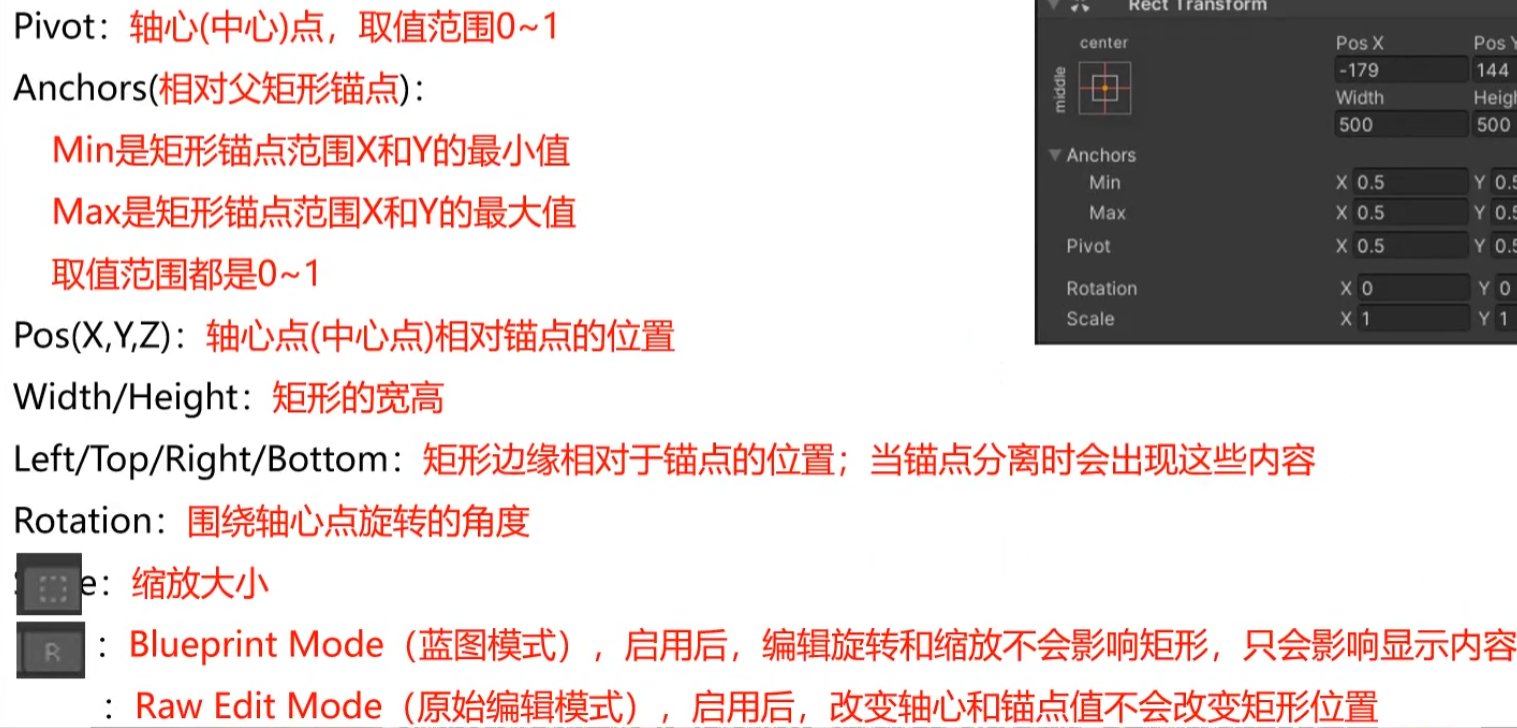 Pivot：轴心(中心)点，取值范围0~1
Anchors(相对父矩形锚点)：
Min是矩形锚点范围X和Y的最小值
Max是矩形锚点范围X和Y的最大值
取值范围都是0~1
Pos(X,Y,Z)：轴心点(中心点)相对锚点的位置
Width/Height：矩形的宽高
Left/Top/Right/Bottom：矩形边缘相对于锚点的位置；当锚点分离时会出现这些内容
Rotation：围绕轴心点旋转的角度
e：缩放大小
R：Blueprint Mode（蓝图模式），启用后，编辑旋转和缩放不会影响矩形，只会影响显示内容
：Raw Edit Mode（原始编辑模式），启用后，改变轴心和锚点值不会改变矩形位置
Rect Transform
center
middle
Pos X Pos Y
-179 144
Width Heigh
500 500
Anchors
Min X 0.5 Y 0.5
Max X 0.5 Y 0.5
Pivot X 0.5 Y 0.5
Rotation X 0 Y 0
Scale X 1 Y 1